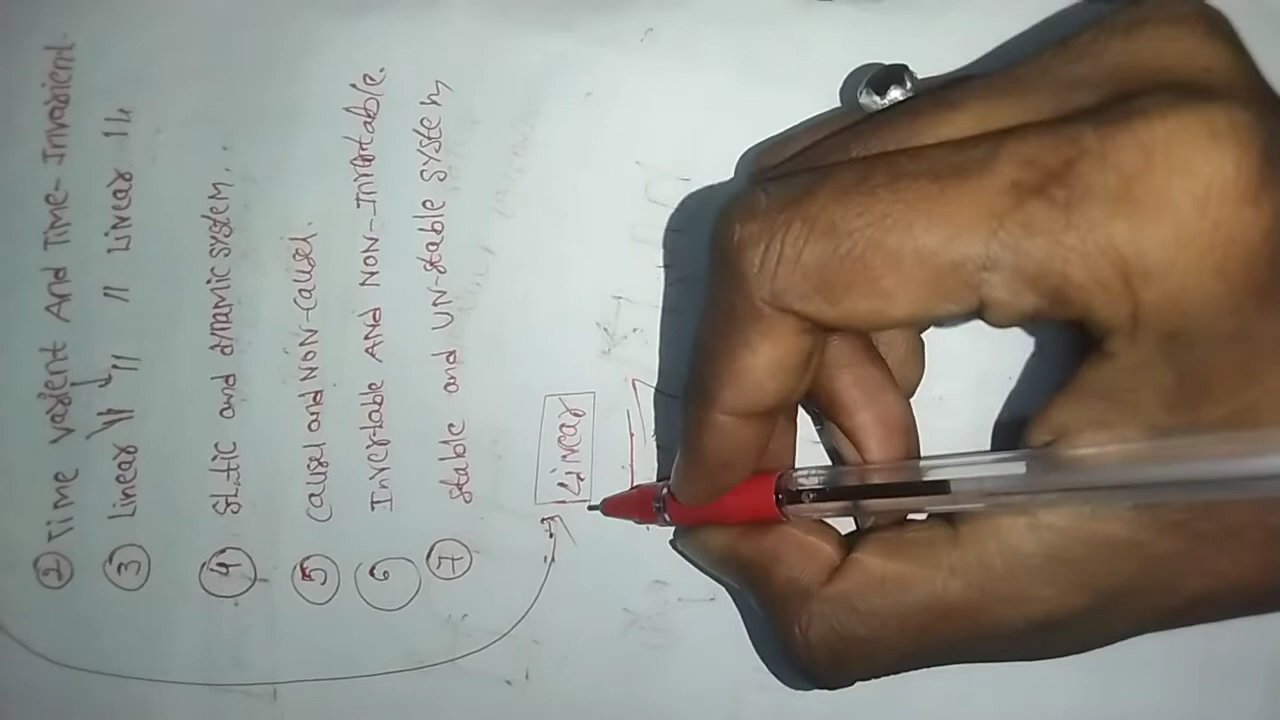 ② Time varient And Time-Invarient.
③ Linear " " " Linear "
④ static and dynamic system.
⑤ causel and NON-causel.
⑥ Invertable AND NON-Invertable.
⑦ stable and UN-stable system
Linear